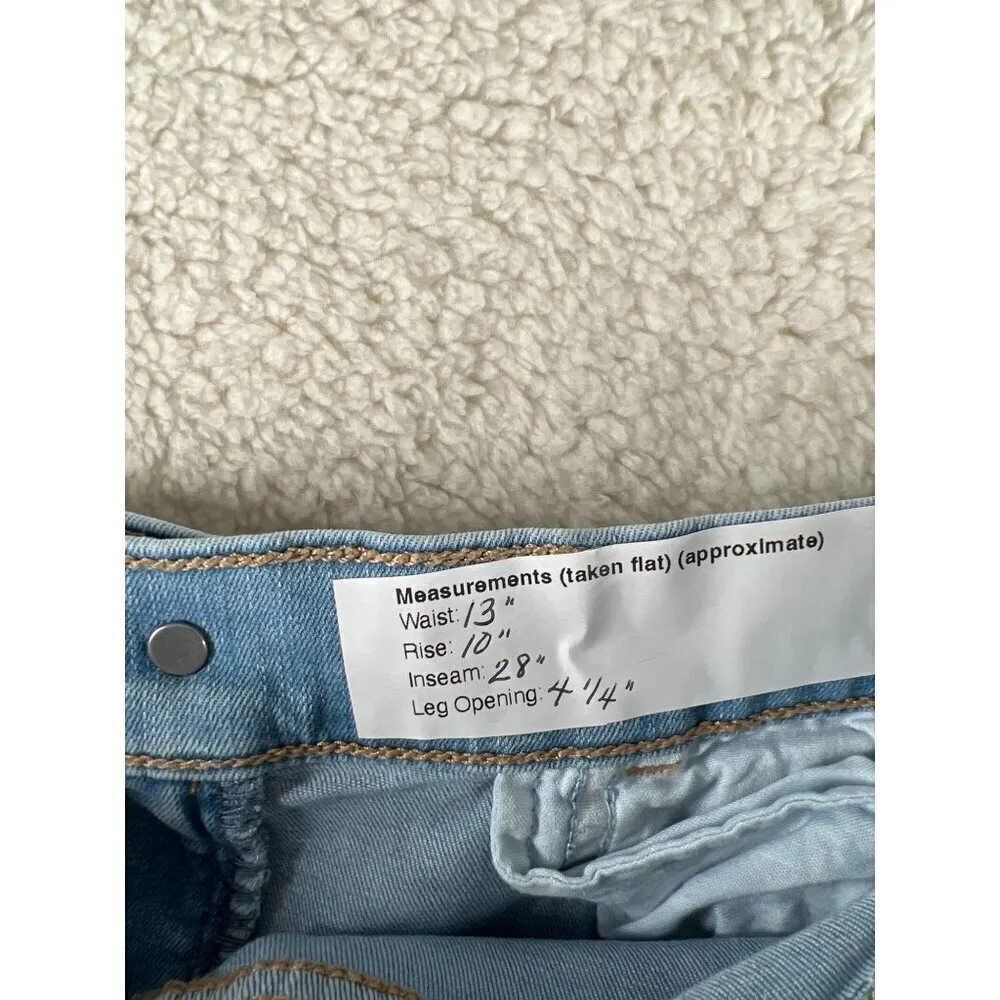 Measurements (taken flat) (approximate)
Waist: 13"
Rise: 10"
Inseam: 28"
Leg Opening: 4 1/4"